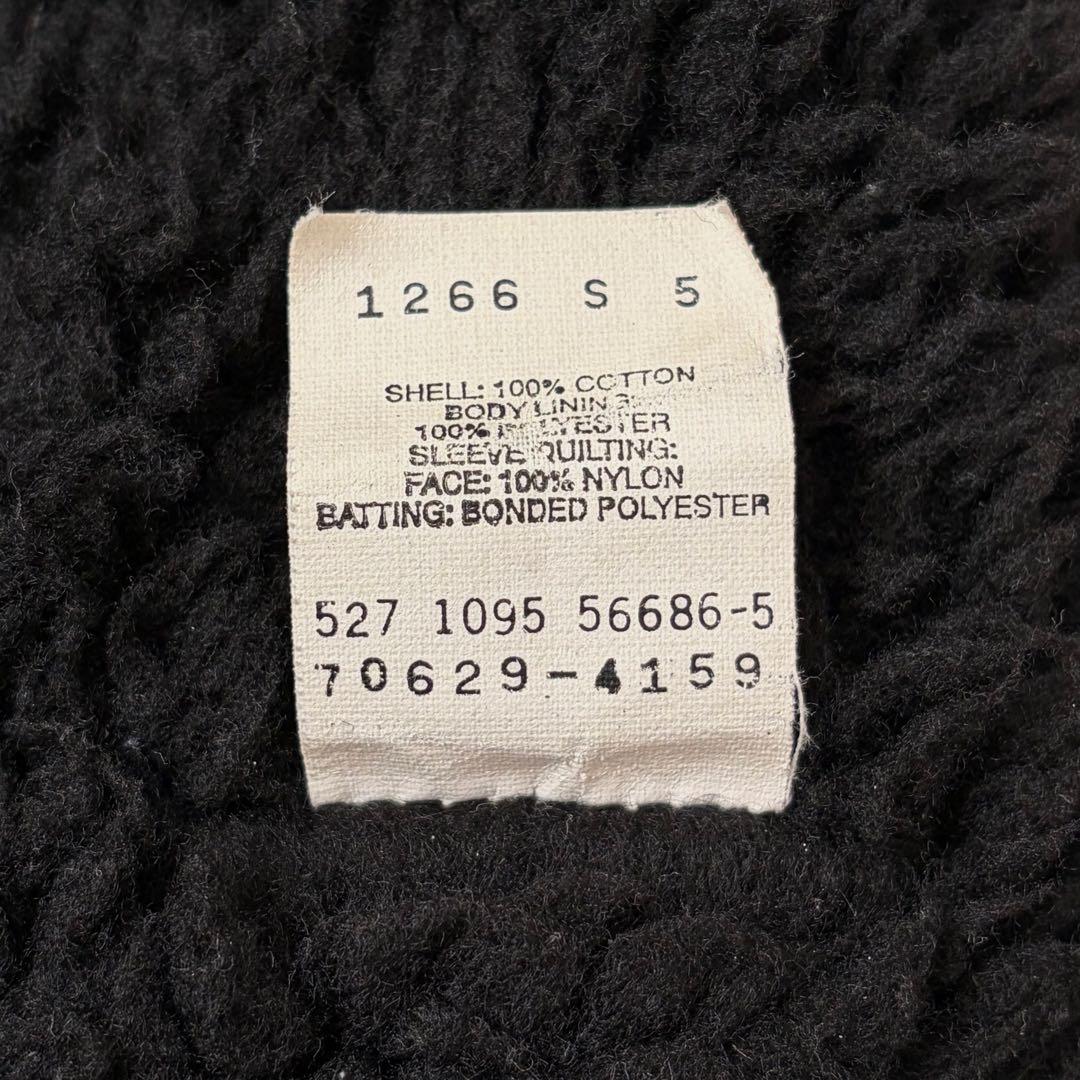 1266 S 5
SHELL: 100% COTTON
BODY LINING:
100% POLYESTER
SLEEVE QUILTING:
FACE: 100% NYLON
BATTING: BONDED POLYESTER
527 1095 56686-5
70629-4159